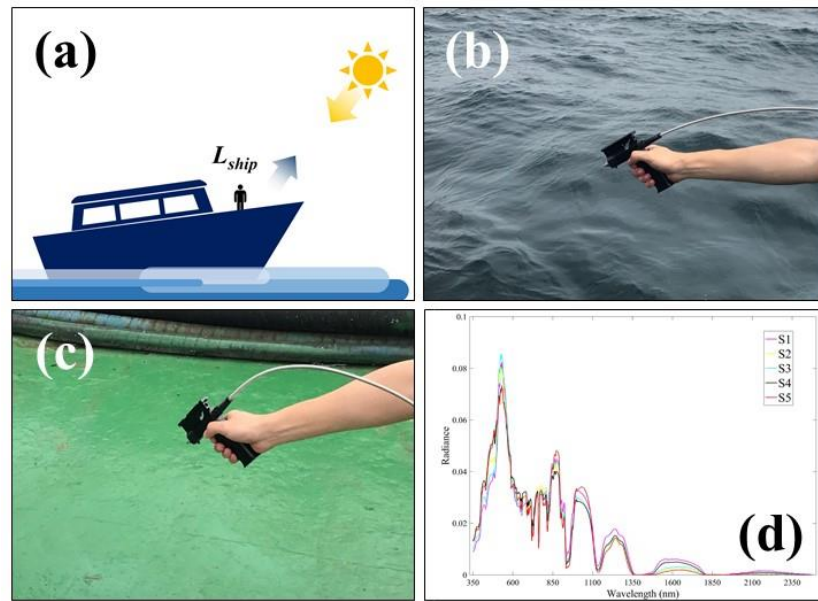 (a)
L_ship
(b)
(c)
0.1
0.08
0.06
0.04
0.02
0
Radiance
350 600 850 1100 1350 1600 1850 2100 2350
Wavelength (nm)
S1
S2
S3
S4
S5
(d)